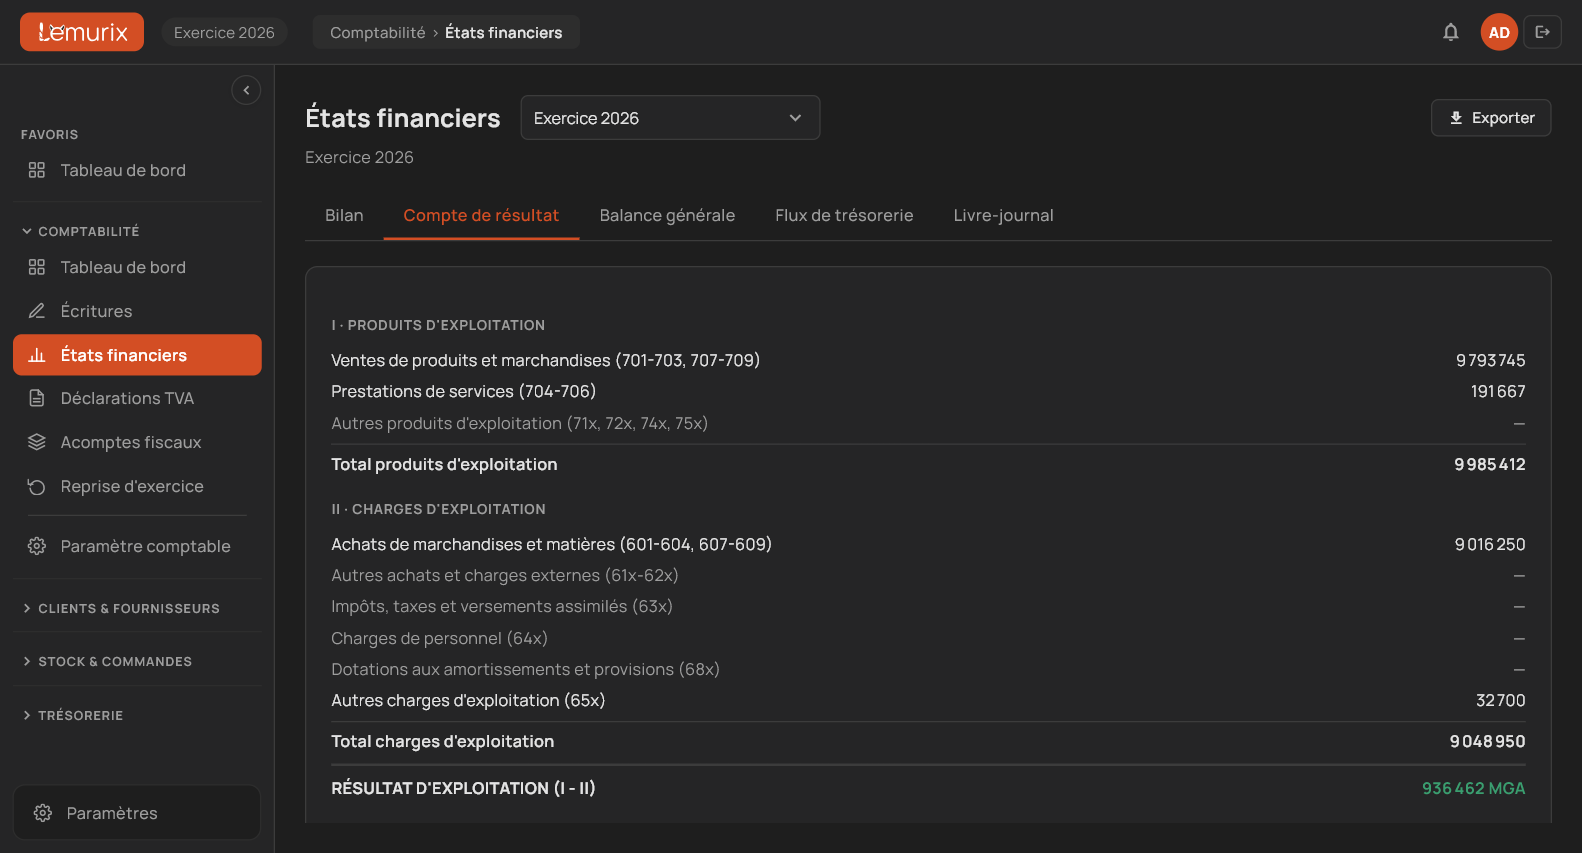 Lemurix
Exercice 2026
Comptabilité › États financiers
AD
FAVORIS
Tableau de bord
COMPTABILITÉ
Tableau de bord
Écritures
États financiers
Déclarations TVA
Acomptes fiscaux
Reprise d'exercice
Paramètre comptable
CLIENTS & FOURNISSEURS
STOCK & COMMANDES
TRÉSORERIE
Paramètres
États financiers
Exercice 2026
Exporter
Exercice 2026
Bilan
Compte de résultat
Balance générale
Flux de trésorerie
Livre-journal
I · PRODUITS D'EXPLOITATION
Ventes de produits et marchandises (701-703, 707-709) 9 793 745
Prestations de services (704-706) 191 667
Autres produits d'exploitation (71x, 72x, 74x, 75x) —
Total produits d'exploitation 9 985 412
II · CHARGES D'EXPLOITATION
Achats de marchandises et matières (601-604, 607-609) 9 016 250
Autres achats et charges externes (61x-62x) —
Impôts, taxes et versements assimilés (63x) —
Charges de personnel (64x) —
Dotations aux amortissements et provisions (68x) —
Autres charges d'exploitation (65x) 32 700
Total charges d'exploitation 9 048 950
RÉSULTAT D'EXPLOITATION (I - II) 936 462 MGA